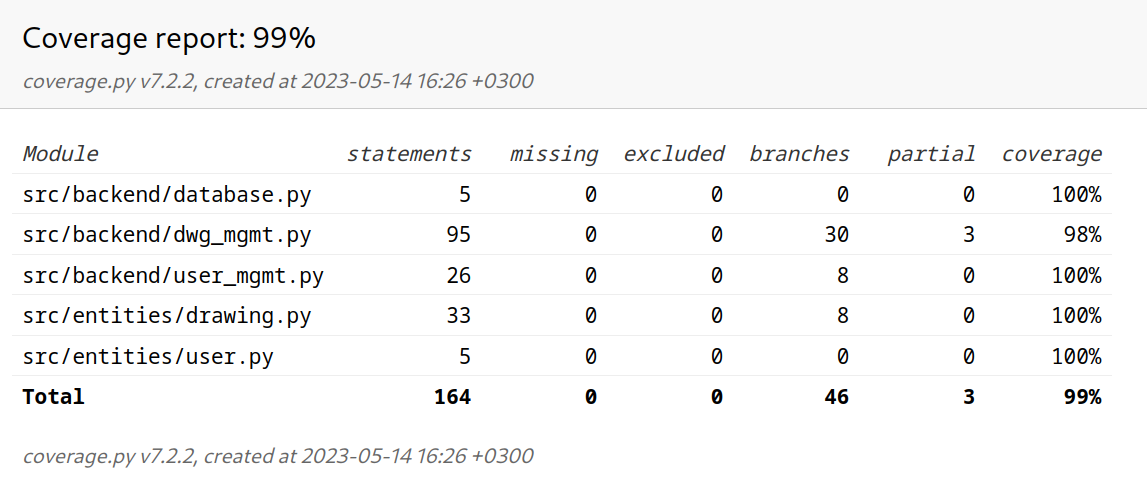 Coverage report: 99%
coverage.py v7.2.2, created at 2023-05-14 16:26 +0300
Module statements missing excluded branches partial coverage
src/backend/database.py 5 0 0 0 0 100%
src/backend/dwg_mgmt.py 95 0 0 30 3 98%
src/backend/user_mgmt.py 26 0 0 8 0 100%
src/entities/drawing.py 33 0 0 8 0 100%
src/entities/user.py 5 0 0 0 0 100%
Total 164 0 0 46 3 99%
coverage.py v7.2.2, created at 2023-05-14 16:26 +0300